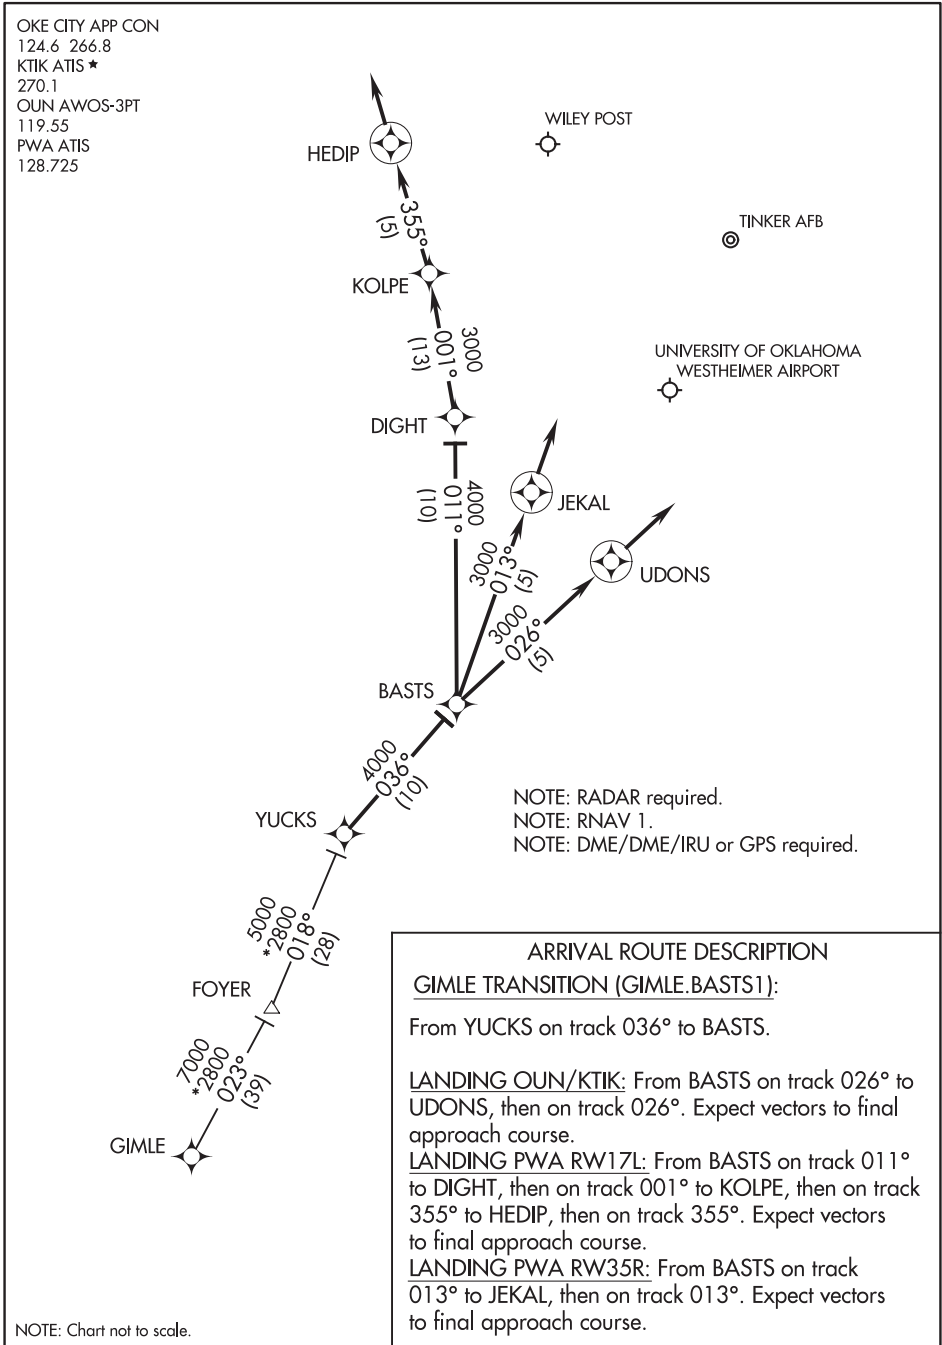 OKE CITY APP CON
124.6 266.8
KTIK ATIS ★
270.1
OUN AWOS-3PT
119.55
PWA ATIS
128.725
WILEY POST
HEDIP
TINKER AFB
355°
(5)
KOLPE
3000
001°
(13)
UNIVERSITY OF OKLAHOMA
WESTHEIMER AIRPORT
DIGHT
4000
011°
(10)
JEKAL
3000
013°
(5)
UDONS
3000
026°
(5)
BASTS
4000
036°
(10)
NOTE: RADAR required.
NOTE: RNAV 1.
NOTE: DME/DME/IRU or GPS required.
YUCKS
5000
*2800
018°
(28)
FOYER
7000
*2800
023°
(39)
GIMLE
ARRIVAL ROUTE DESCRIPTION
GIMLE TRANSITION (GIMLE.BASTS1):
From YUCKS on track 036° to BASTS.
LANDING OUN/KTIK: From BASTS on track 026° to
UDONS, then on track 026°. Expect vectors to final
approach course.
LANDING PWA RW17L: From BASTS on track 011°
to DIGHT, then on track 001° to KOLPE, then on track
355° to HEDIP, then on track 355°. Expect vectors
to final approach course.
LANDING PWA RW35R: From BASTS on track
013° to JEKAL, then on track 013°. Expect vectors
to final approach course.
NOTE: Chart not to scale.